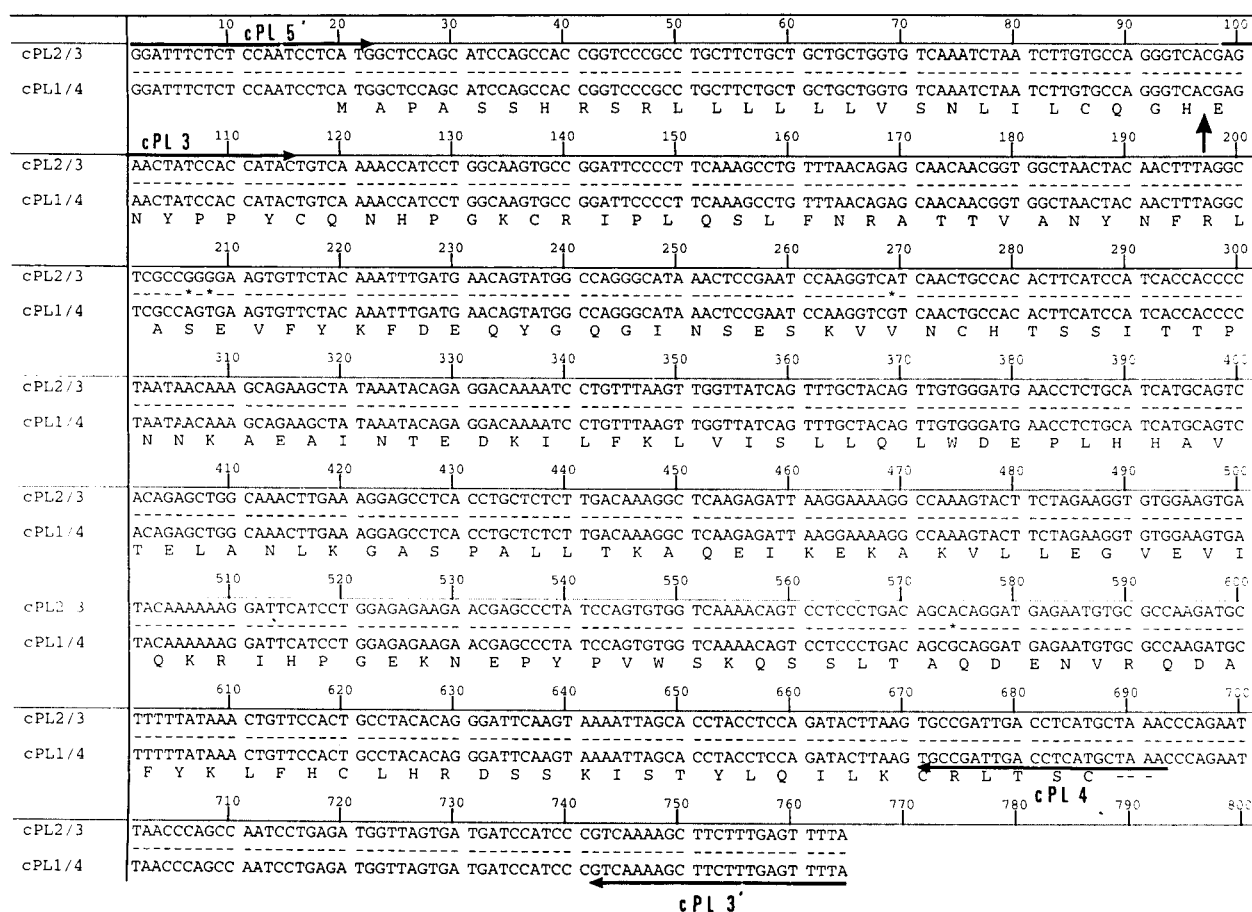 10 20 30 40 50 60 70 80 90 100
cPL 5'
cPL2/3 GGATTTCTCT CCAATCCTCA TGGCTCCAGC ATCCAGCCAC CGGTCCCGCC TGCTTCTGCT GCTGCTGGTG TCAAATCTAA TCTTGTGCCA GGGTCACGAG
cPL1/4 GGATTTCTCT CCAATCCTCA TGGCTCCAGC ATCCAGCCAC CGGTCCCGCC TGCTTCTGCT GCTGCTGGTG TCAAATCTAA TCTTGTGCCA GGGTCACGAG
M A P A S S H R S R L L L L L V S N L I L C Q G H E
110 120 130 140 150 160 170 180 190 200
cPL 3
cPL2/3 AACTATCCAC CATACTGTCA AAACCATCCT GGCAAGTGCC GGATTCCCCT TCAAAGCCTG TTTAACAGAG CAACAACGGT GGCTAACTAC AACTTTAGGC
cPL1/4 AACTATCCAC CATACTGTCA AAACCATCCT GGCAAGTGCC GGATTCCCCT TCAAAGCCTG TTTAACAGAG CAACAACGGT GGCTAACTAC AACTTTAGGC
N Y P P Y C Q N H P G K C R I P L Q S L F N R A T T V A N Y N F R L
210 220 230 240 250 260 270 280 290 300
cPL2/3 TCGCCGGGGA AGTGTTCTAC AAATTTGATG AACAGTATGG CCAGGGCATA AACTCCGAAT CCAAGGTCAT CAACTGCCAC ACTTCATCCA TCACCACCCC
* * *
cPL1/4 TCGCCAGTGA AGTGTTCTAC AAATTTGATG AACAGTATGG CCAGGGCATA AACTCCGAAT CCAAGGTCGT CAACTGCCAC ACTTCATCCA TCACCACCCC
A S E V F Y K F D E Q Y G Q G I N S E S K V V N C H T S S I T T P
310 320 330 340 350 360 370 380 390 400
cPL2/3 TAATAACAAA GCAGAAGCTA TAAATACAGA GGACAAAATC CTGTTTAAGT TGGTTATCAG TTTGCTACAG TTGTGGGATG AACCTCTGCA TCATGCAGTC
cPL1/4 TAATAACAAA GCAGAAGCTA TAAATACAGA GGACAAAATC CTGTTTAAGT TGGTTATCAG TTTGCTACAG TTGTGGGATG AACCTCTGCA TCATGCAGTC
N N K A E A I N T E D K I L F K L V I S L L Q L W D E P L H H A V
410 420 430 440 450 460 470 480 490 500
cPL2/3 ACAGAGCTGG CAAACTTGAA AGGAGCCTCA CCTGCTCTCT TGACAAAGGC TCAAGAGATT AAGGAAAAGG CCAAAGTACT TCTAGAAGGT GTGGAAGTGA
cPL1/4 ACAGAGCTGG CAAACTTGAA AGGAGCCTCA CCTGCTCTCT TGACAAAGGC TCAAGAGATT AAGGAAAAGG CCAAAGTACT TCTAGAAGGT GTGGAAGTGA
T E L A N L K G A S P A L L T K A Q E I K E K A K V L L E G V E V I
510 520 530 540 550 560 570 580 590 600
cPL2/3 TACAAAAAAG GATTCATCCT GGAGAGAAGA ACGAGCCCTA TCCAGTGTGG TCAAAACAGT CCTCCCTGAC AGCACAGGAT GAGAATGTGC GCCAAGATGC
*
cPL1/4 TACAAAAAAG GATTCATCCT GGAGAGAAGA ACGAGCCCTA TCCAGTGTGG TCAAAACAGT CCTCCCTGAC AGCGCAGGAT GAGAATGTGC GCCAAGATGC
Q K R I H P G E K N E P Y P V W S K Q S S L T A Q D E N V R Q D A
610 620 630 640 650 660 670 680 690 700
cPL2/3 TTTTTATAAA CTGTTCCACT GCCTACACAG GGATTCAAGT AAAATTAGCA CCTACCTCCA GATACTTAAG TGCCGATTGA CCTCATGCTA AACCCAGAAT
cPL1/4 TTTTTATAAA CTGTTCCACT GCCTACACAG GGATTCAAGT AAAATTAGCA CCTACCTCCA GATACTTAAG TGCCGATTGA CCTCATGCTA AACCCAGAAT
F Y K L F H C L H R D S S K I S T Y L Q I L K C R L T S C ---
cPL 4
710 720 730 740 750 760 770 780 790 800
cPL2/3 TAACCCAGCC AATCCTGAGA TGGTTAGTGA TGATCCATCC CGTCAAAAGC TTCTTTGAGT TTTA
cPL1/4 TAACCCAGCC AATCCTGAGA TGGTTAGTGA TGATCCATCC CGTCAAAAGC TTCTTTGAGT TTTA
cPL 3'